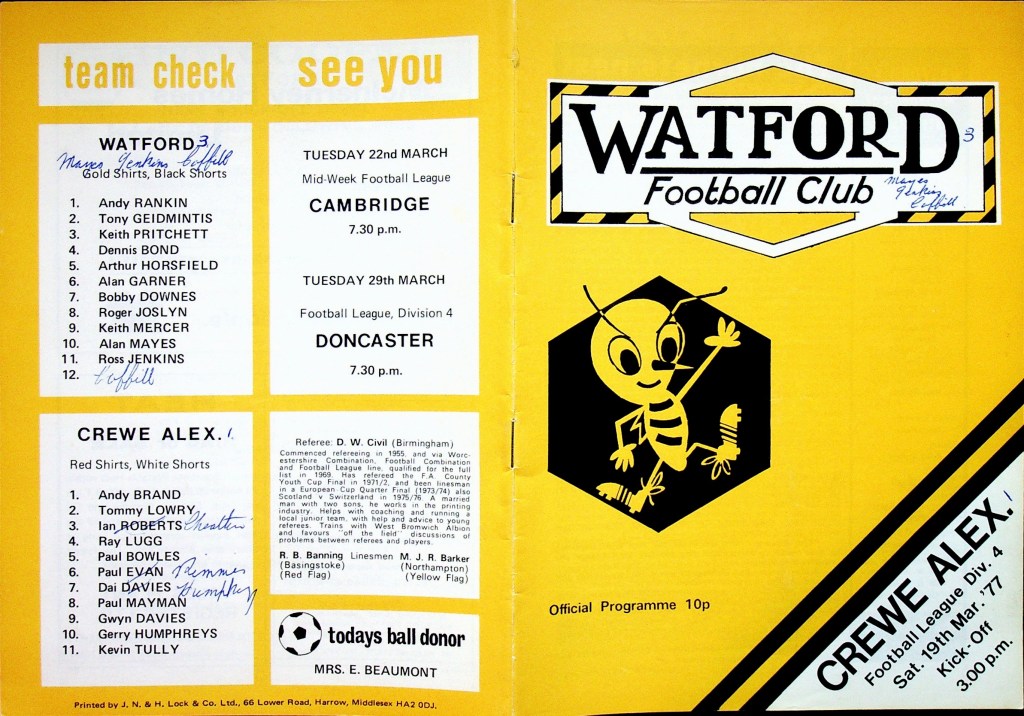 team check
WATFORD 3
Mayes Jenkins Coffill
Gold Shirts, Black Shorts
1. Andy RANKIN
2. Tony GEIDMINTIS
3. Keith PRITCHETT
4. Dennis BOND
5. Arthur HORSFIELD
6. Alan GARNER
7. Bobby DOWNES
8. Roger JOSLYN
9. Keith MERCER
10. Alan MAYES
11. Ross JENKINS
12. Coffill
CREWE ALEX. 1
Red Shirts, White Shorts
1. Andy BRAND
2. Tommy LOWRY
3. Ian ROBERTS
4. Ray LUGG
5. Paul BOWLES
6. Paul EVAN Rimmer
7. Dai DAVIES Humphreys
8. Paul MAYMAN
9. Gwyn DAVIES
10. Gerry HUMPHREYS
11. Kevin TULLY
see you
TUESDAY 22nd MARCH
Mid-Week Football League
CAMBRIDGE
7.30 p.m.
TUESDAY 29th MARCH
Football League, Division 4
DONCASTER
7.30 p.m.
Referee: D. W. Civil (Birmingham)
Commenced refereeing in 1955, and via Worc-
estershire Combination, Football Combination
and Football League line, qualified for the full
list in 1969. Has refereed the F.A. County
Youth Cup Final in 1971/2, and been linesman
in a European Cup Quarter Final (1973/74) also
Scotland v Switzerland in 1975/76. A married
man with two sons, he works in the printing
industry. Helps with coaching and running a
local junior team, with help and advice to young
referees. Trains with West Bromwich Albion
and favours "off the field" discussions of
problems between referees and players.
R. B. Banning Linesmen M. J. R. Barker
(Basingstoke) (Northampton)
(Red Flag) (Yellow Flag)
todays ball donor
MRS. E. BEAUMONT
Printed by J. N. & H. Lock & Co. Ltd., 66 Lower Road, Harrow, Middlesex HA2 0DJ.
WATFORD 3
Football Club
Mayes
Jenkins
Coffill
Official Programme 10p
CREWE ALEX. 1
Football League Div. 4
Sat. 19th Mar. '77
Kick-Off
3.00 p.m.